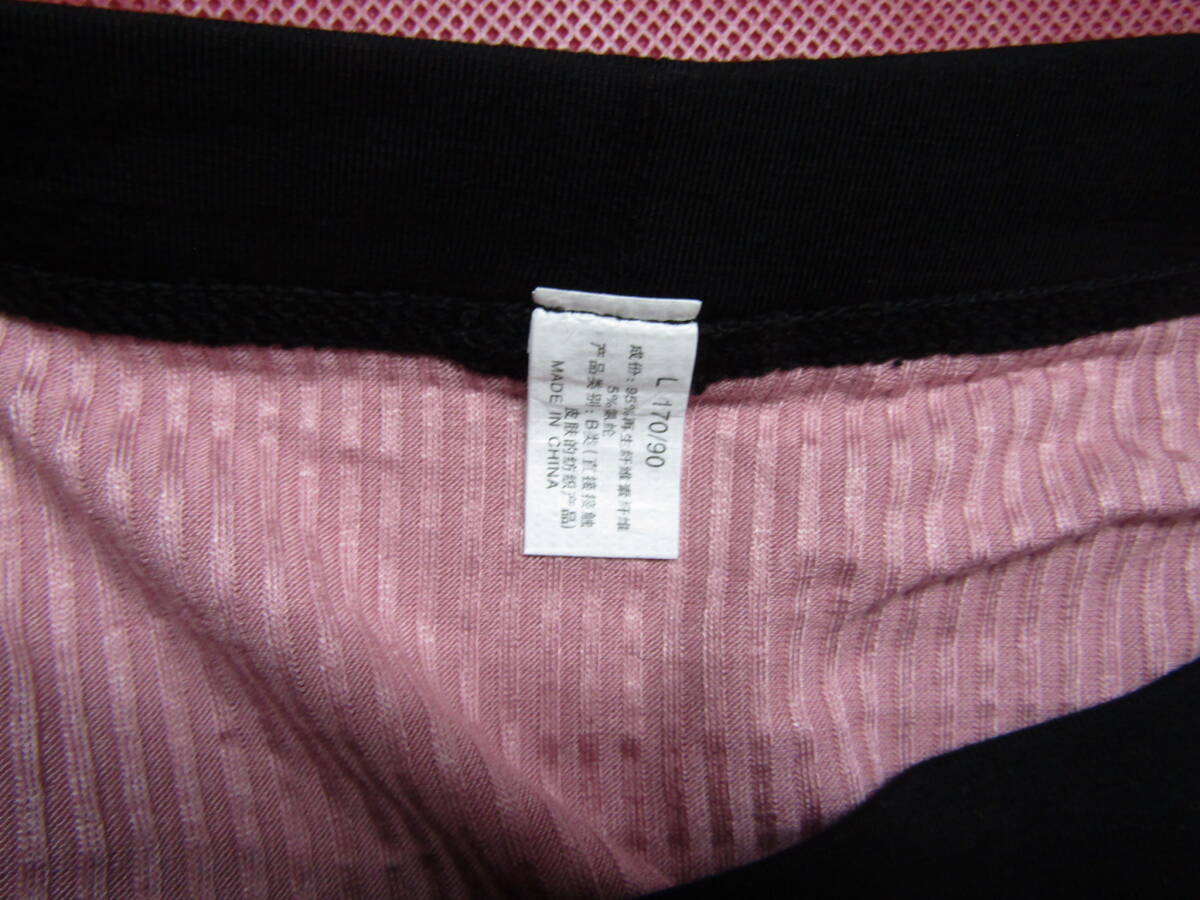 L 170/90
成份:95%再生纤维素纤维
5%氨纶
产品类别:B类(直接接触
皮肤的纺织产品)
MADE IN CHINA